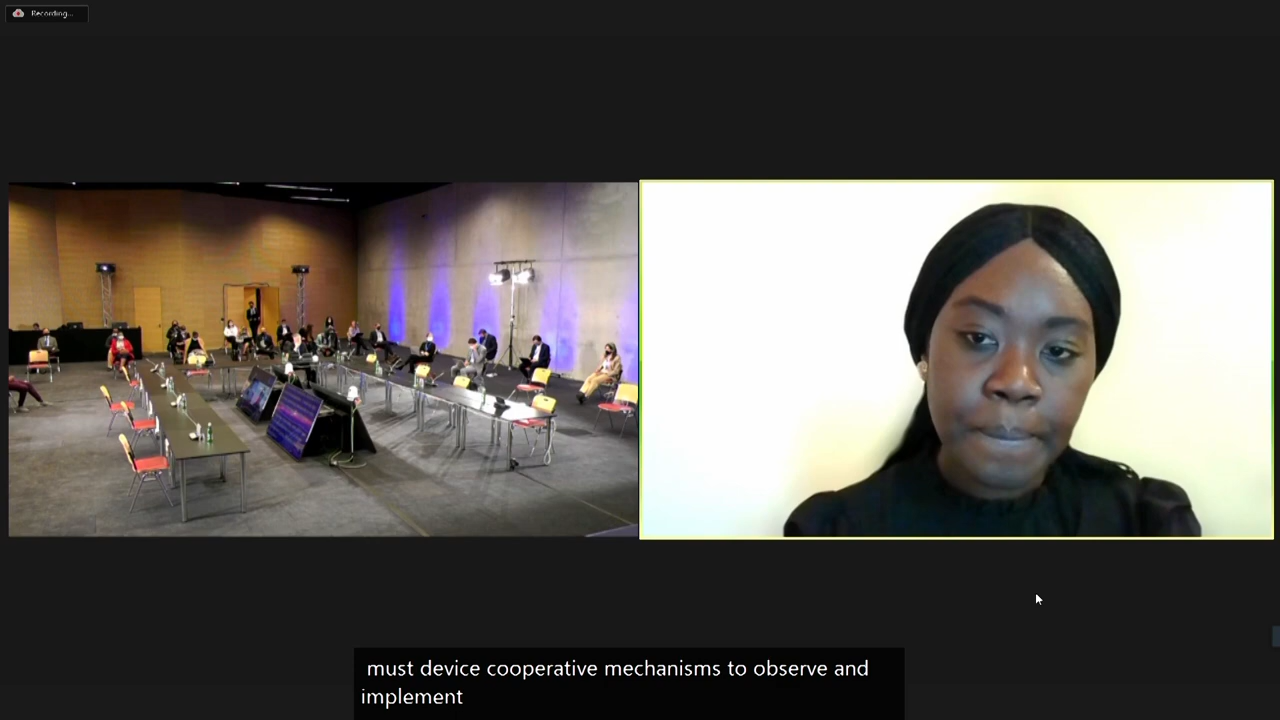 Recording...
must device cooperative mechanisms to observe and
implement